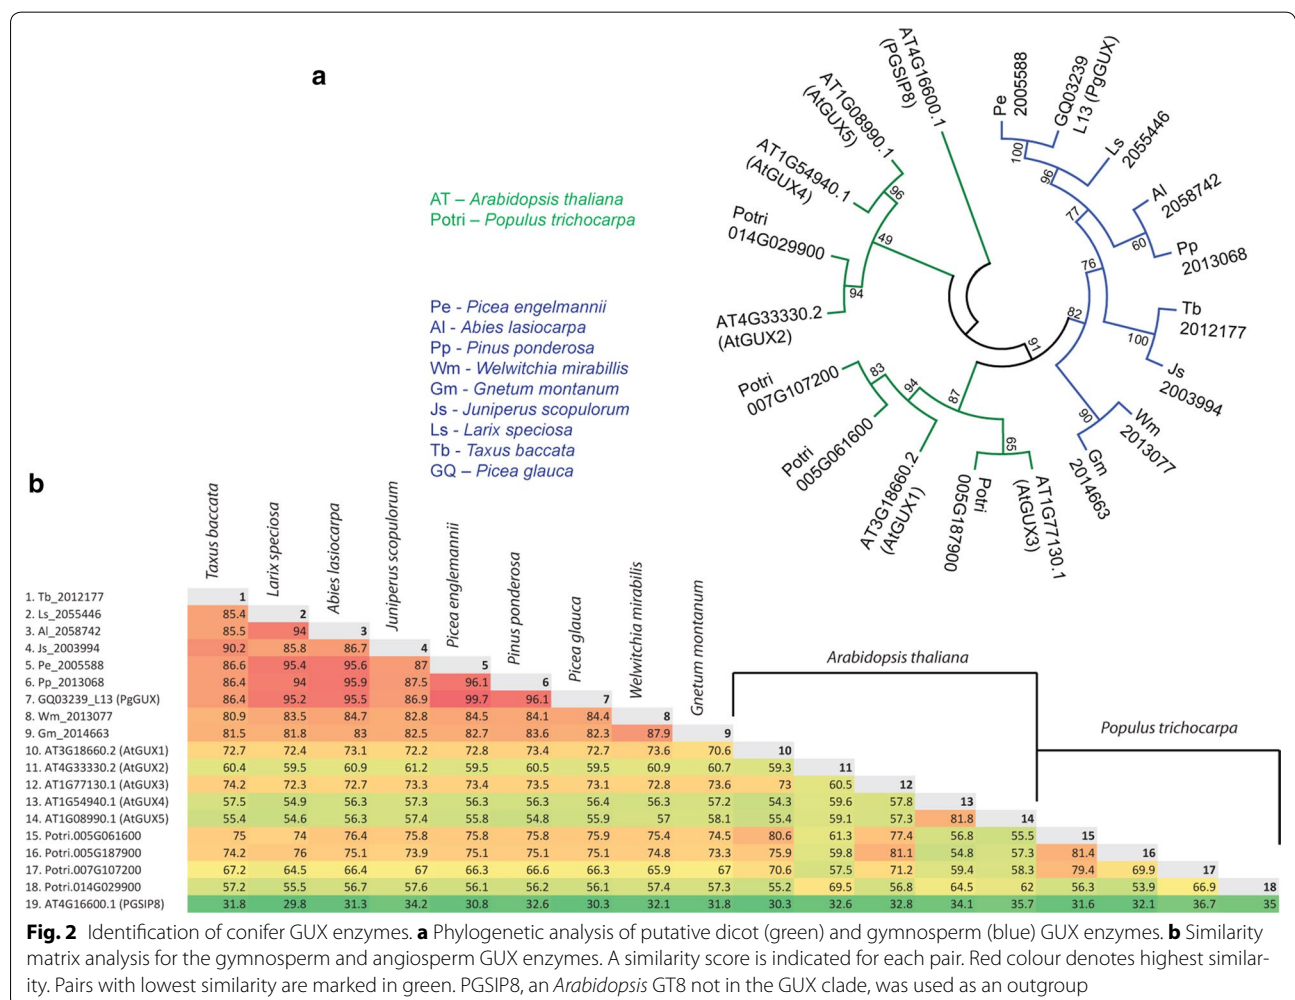 a
AT – Arabidopsis thaliana
Potri – Populus trichocarpa
Pe - Picea engelmannii
Al - Abies lasiocarpa
Pp - Pinus ponderosa
Wm - Welwitchia mirabillis
Gm - Gnetum montanum
Js - Juniperus scopulorum
Ls - Larix speciosa
Tb - Taxus baccata
GQ – Picea glauca
AT4G16600.1
(PGSIP8)
Pe
2005588
GQ03239
L13 (PgGUX)
Ls
2055446
Al
2058742
Pp
2013068
Tb
2012177
Js
2003994
Wm
2013077
Gm
2014663
AT1G77130.1
(AtGUX3)
Potri
005G187900
AT3G18660.2
(AtGUX1)
Potri
005G061600
Potri
007G107200
AT4G33330.2
(AtGUX2)
Potri
014G029900
AT1G54940.1
(AtGUX4)
AT1G08990.1
(AtGUX5)
100
96
77
60
76
100
82
90
91
87
65
94
83
94
49
96
b
Taxus baccata
Larix speciosa
Abies lasiocarpa
Juniperus scopulorum
Picea englemannii
Pinus ponderosa
Picea glauca
Welwitchia mirabilis
Gnetum montanum
Arabidopsis thaliana
Populus trichocarpa
1. Tb_2012177 1
2. Ls_2055446 85.4 2
3. Al_2058742 85.5 94 3
4. Js_2003994 90.2 85.8 86.7 4
5. Pe_2005588 86.6 95.4 95.6 87 5
6. Pp_2013068 86.4 94 95.9 87.5 96.1 6
7. GQ03239_L13 (PgGUX) 86.4 95.2 95.5 86.9 99.7 96.1 7
8. Wm_2013077 80.9 83.5 84.7 82.8 84.5 84.1 84.4 8
9. Gm_2014663 81.5 81.8 83 82.5 82.7 83.6 82.3 87.9 9
10. AT3G18660.2 (AtGUX1) 72.7 72.4 73.1 72.2 72.8 73.4 72.7 73.6 70.6 10
11. AT4G33330.2 (AtGUX2) 60.4 59.5 60.9 61.2 59.5 60.5 59.5 60.9 60.7 59.3 11
12. AT1G77130.1 (AtGUX3) 74.2 72.3 72.7 73.3 73.4 73.5 73.1 72.8 73.6 73 60.5 12
13. AT1G54940.1 (AtGUX4) 57.5 54.9 56.3 57.3 56.3 56.3 56.4 56.3 57.2 54.3 59.6 57.8 13
14. AT1G08990.1 (AtGUX5) 55.4 54.6 56.3 57.4 55.8 54.8 55.9 57 58.1 55.4 59.1 57.3 81.8 14
15. Potri.005G061600 75 74 76.4 75.8 75.8 75.8 75.9 75.4 74.5 80.6 61.3 77.4 56.8 55.5 15
16. Potri.005G187900 74.2 76 75.1 73.9 75.1 75.1 75.1 74.8 73.3 75.9 59.8 81.1 54.8 57.3 81.4 16
17. Potri.007G107200 67.2 64.5 66.4 67 66.3 66.6 66.3 65.9 67 70.6 57.5 71.2 59.4 58.3 79.4 69.9 17
18. Potri.014G029900 57.2 55.5 56.7 57.6 56.1 56.2 56.1 57.4 57.3 55.2 69.5 56.8 64.5 62 56.3 53.9 66.9 18
19. AT4G16600.1 (PGSIP8) 31.8 29.8 31.3 34.2 30.8 32.6 30.3 32.1 31.8 30.3 32.6 32.8 34.1 35.7 31.6 32.1 36.7 35
Fig. 2 Identification of conifer GUX enzymes. a Phylogenetic analysis of putative dicot (green) and gymnosperm (blue) GUX enzymes. b Similarity
matrix analysis for the gymnosperm and angiosperm GUX enzymes. A similarity score is indicated for each pair. Red colour denotes highest similar-
ity. Pairs with lowest similarity are marked in green. PGSIP8, an Arabidopsis GT8 not in the GUX clade, was used as an outgroup